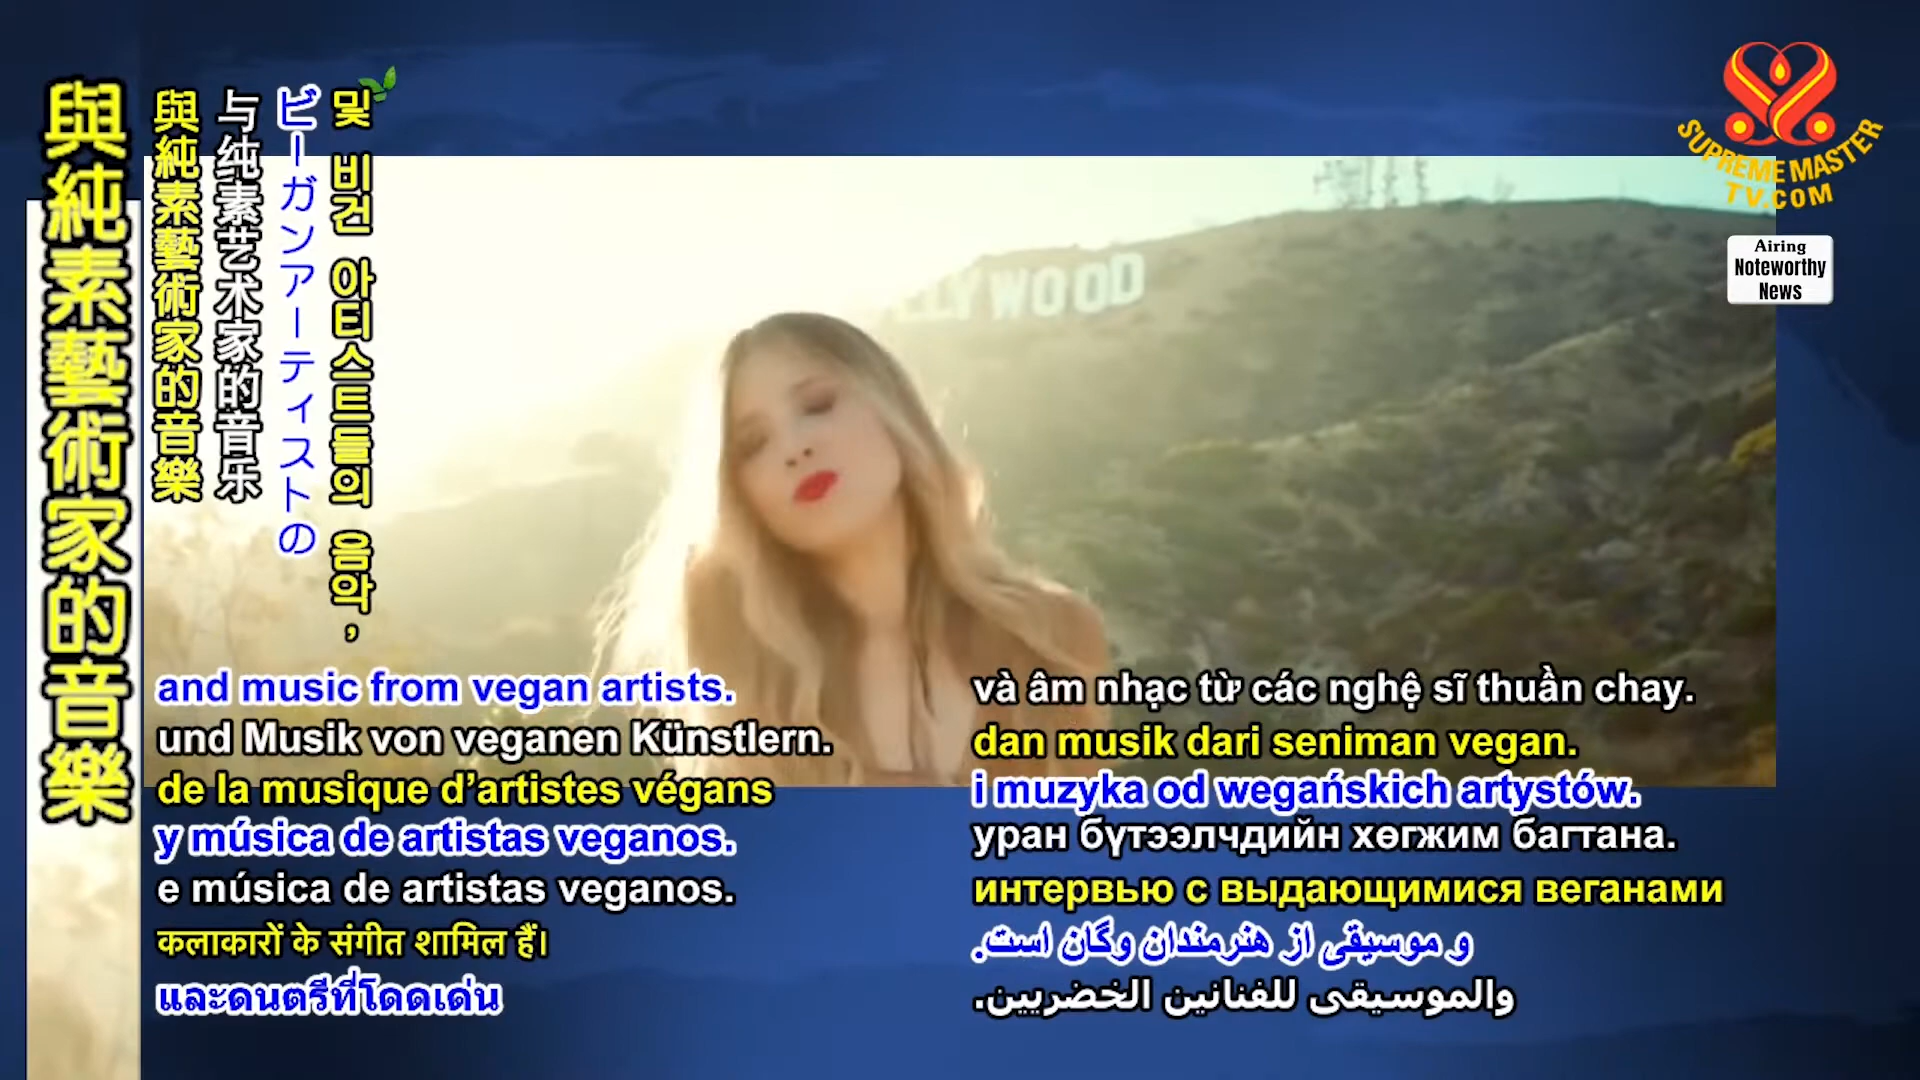 與純素藝術家的音樂
與純素藝術家的音樂
与纯素艺术家的音乐
ビーガンアーティストの
및 비건 아티스트들의 음악,
LLYWOOD
SUPREME MASTER
TV.COM
Airing
Noteworthy
News
and music from vegan artists.
und Musik von veganen Künstlern.
de la musique d’artistes végans
y música de artistas veganos.
e música de artistas veganos.
कलाकारों के संगीत शामिल हैं।
และดนตรีที่โดดเด่น
và âm nhạc từ các nghệ sĩ thuần chay.
dan musik dari seniman vegan.
i muzyka od wegańskich artystów.
уран бүтээлчдийн хөгжим багтана.
интервью с выдающимися веганами
و موسیقی از هنرمندان وگان است.
والموسيقى للفنانين الخضريين.